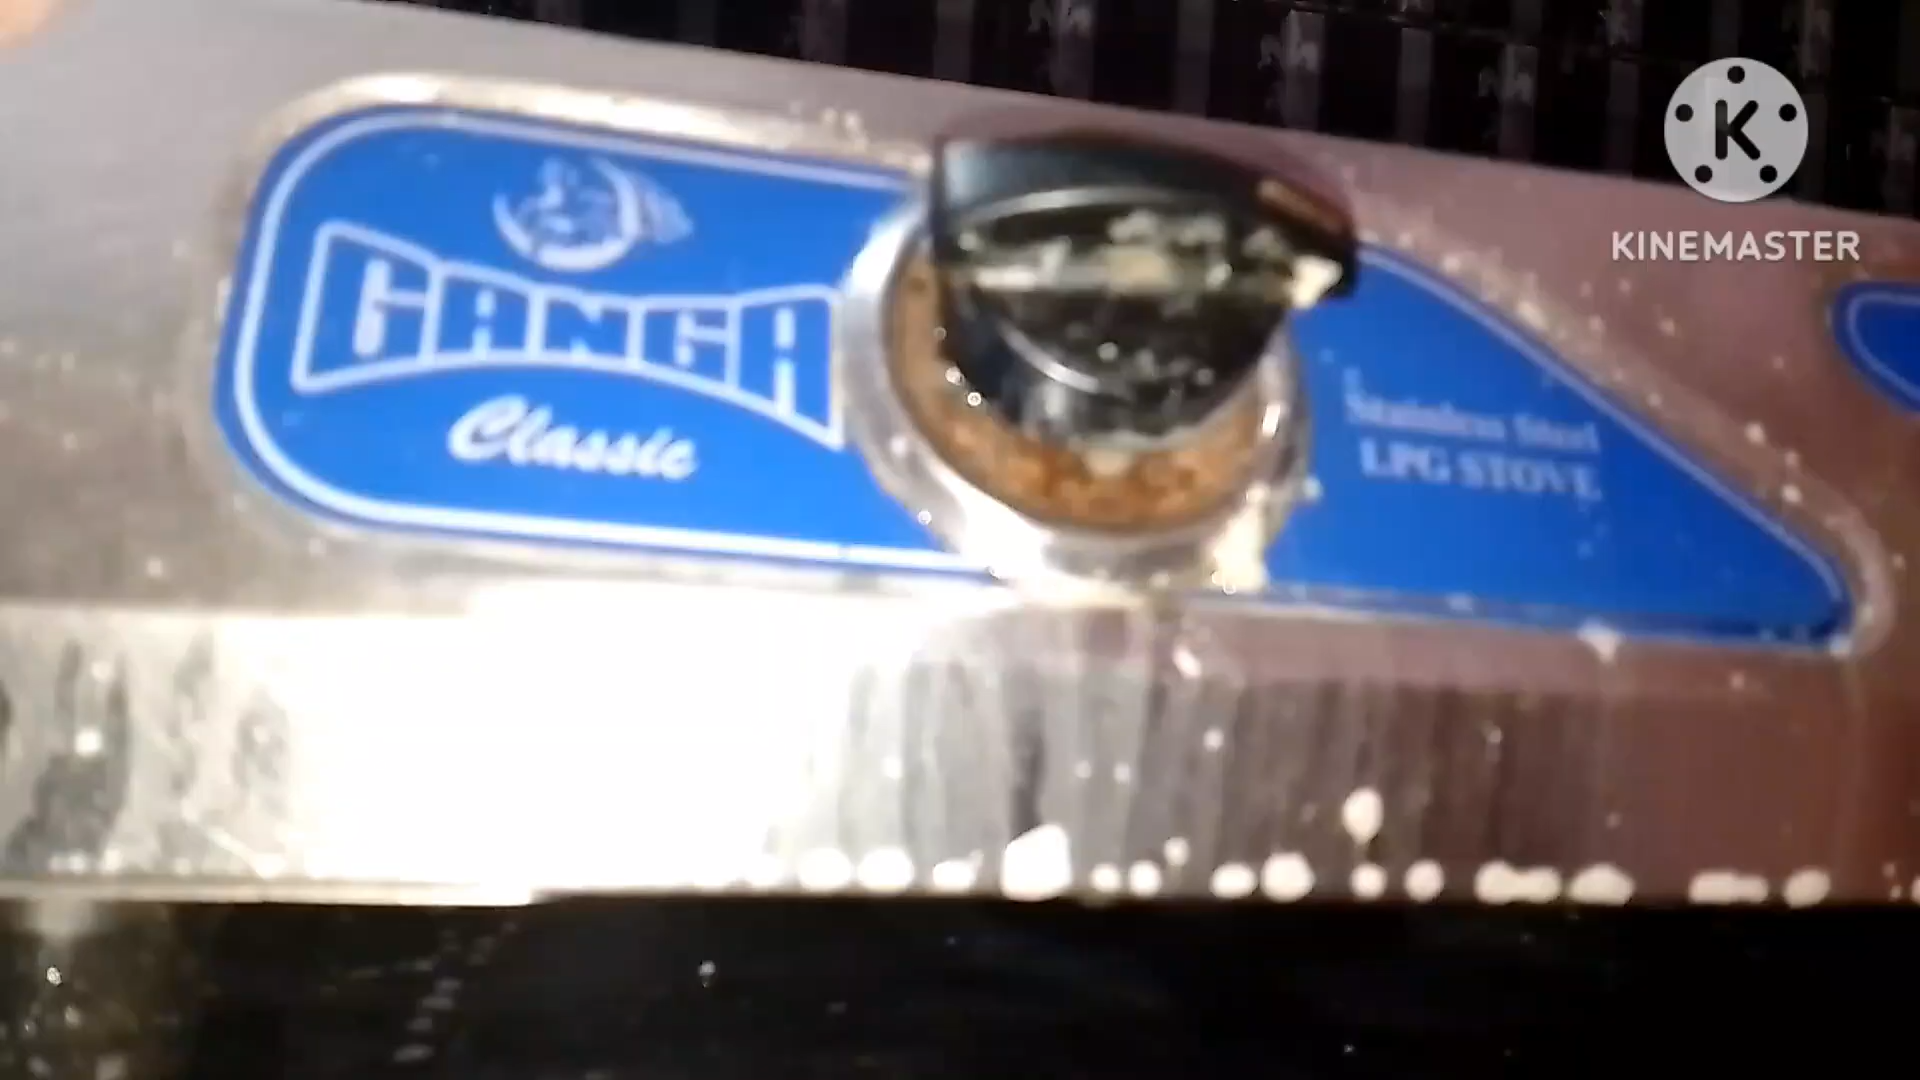 GANGA
Classic
Stainless Steel
LPG STOVE
K
KINEMASTER